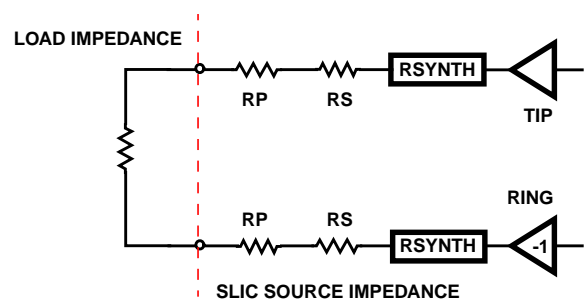 LOAD IMPEDANCE
RSYNTH
RP
RS
TIP
RING
RP
RS
RSYNTH
-1
SLIC SOURCE IMPEDANCE